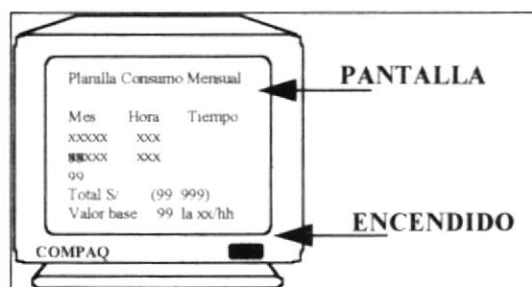 Planilla Consumo Mensual
PANTALLA
Mes Hora Tiempo
xxxxx xxx
xxxx xxx
99
Total S/ (99 999)
Valor base 99 la xx/hh
ENCENDIDO
COMPAQ